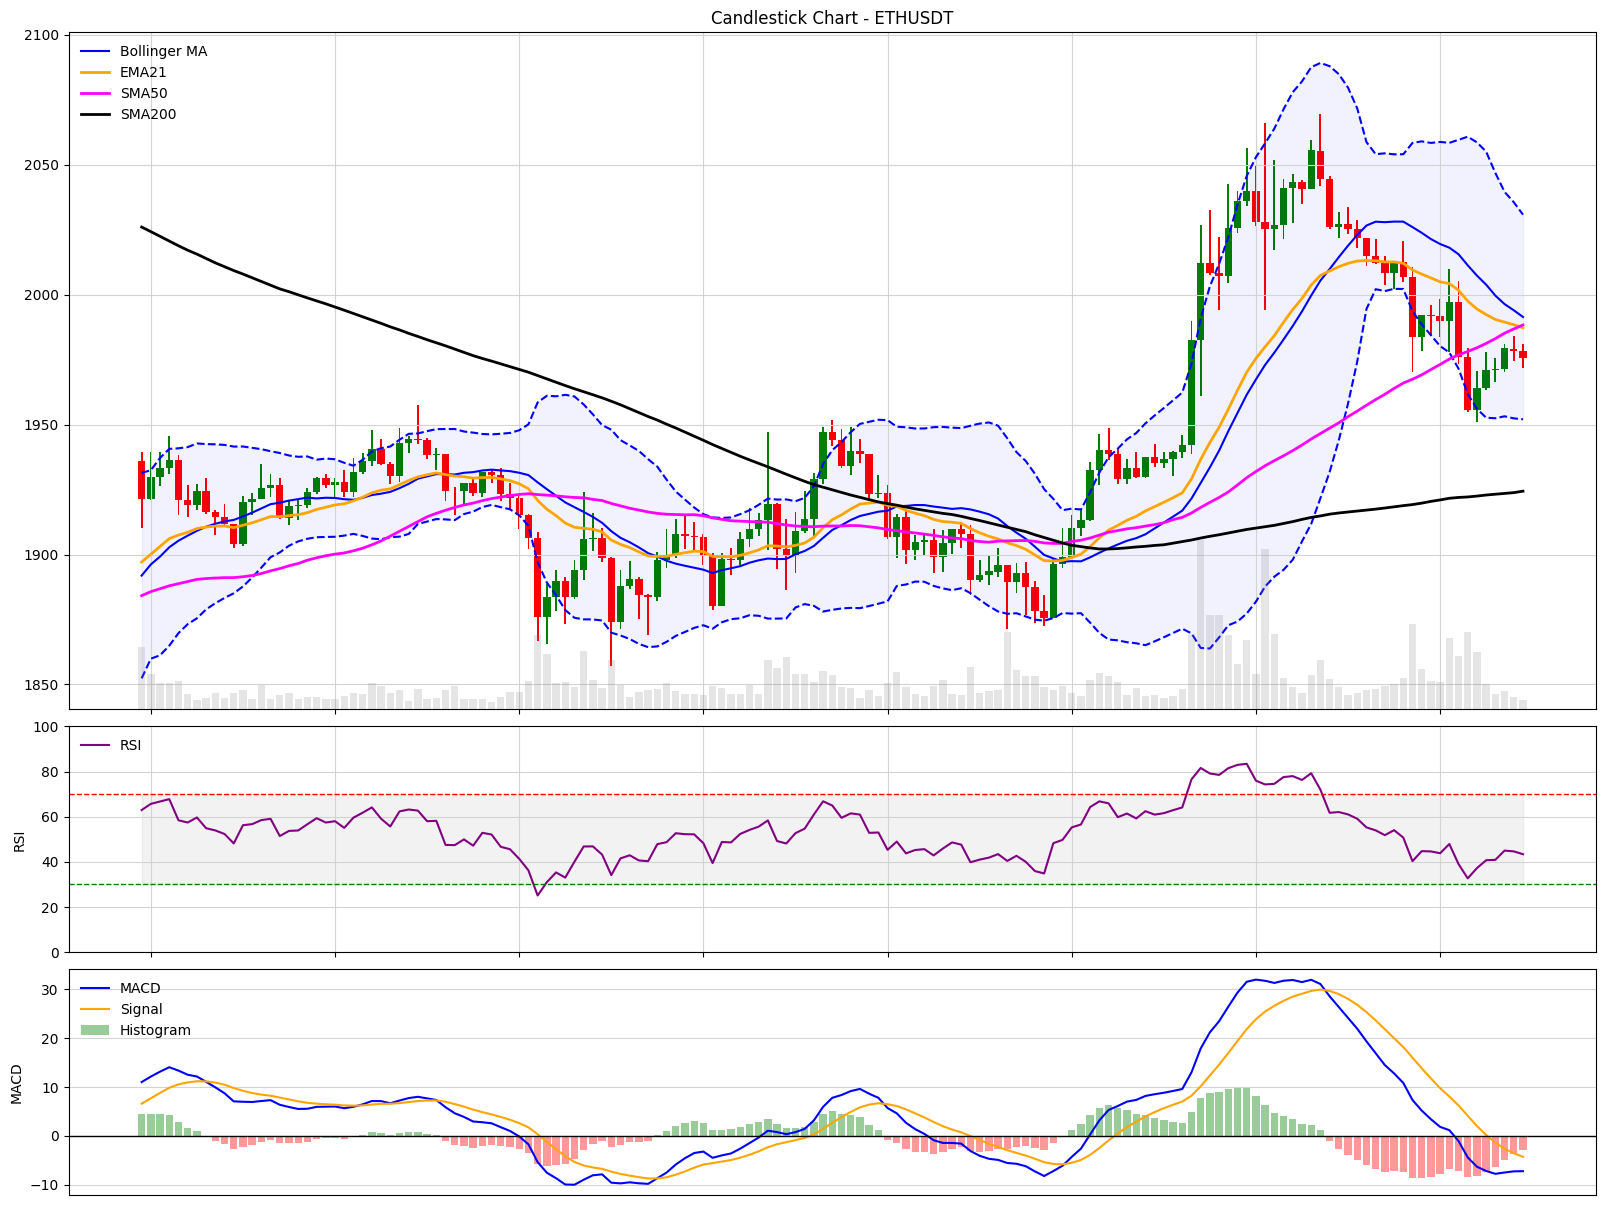 Candlestick Chart - ETHUSDT
2100
2050
2000
1950
1900
1850
Bollinger MA
EMA21
SMA50
SMA200
100
80
60
40
20
0
RSI
RSI
30
20
10
0
−10
MACD
MACD
Signal
Histogram